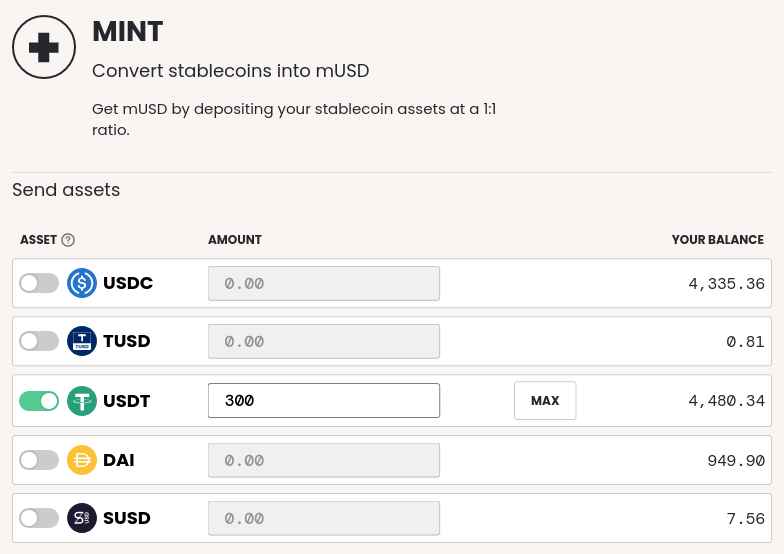 MINT
Convert stablecoins into mUSD
Get mUSD by depositing your stablecoin assets at a 1:1
ratio.
Send assets
ASSET ? AMOUNT YOUR BALANCE
USDC 0.00 4,335.36
TUSD 0.00 0.81
USDT 300 MAX 4,480.34
DAI 0.00 949.90
SUSD 0.00 7.56